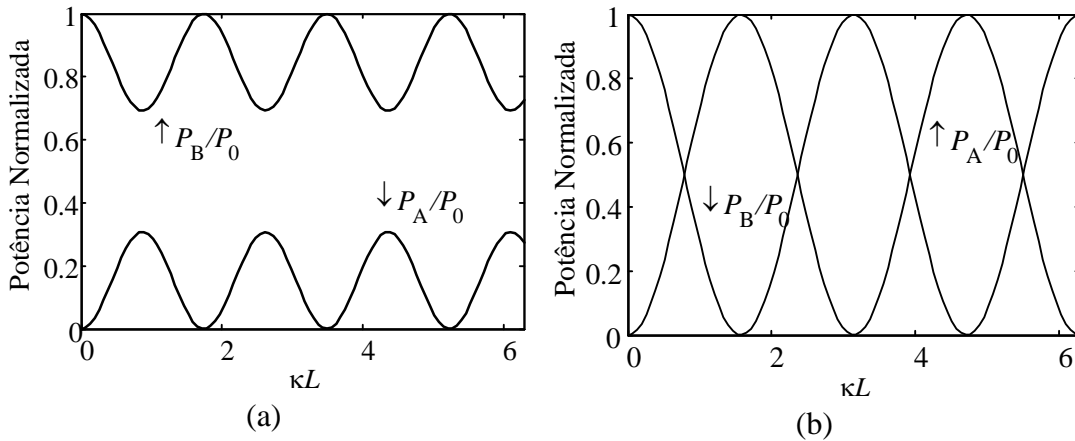 Potência Normalizada
1
0.8
0.6
0.4
0.2
0
↑ P_B/P_0
↓ P_A/P_0
0 2 4 6
κL
(a)
Potência Normalizada
1
0.8
0.6
0.4
0.2
0
↑ P_A/P_0
↓ P_B/P_0
0 2 4 6
κL
(b)